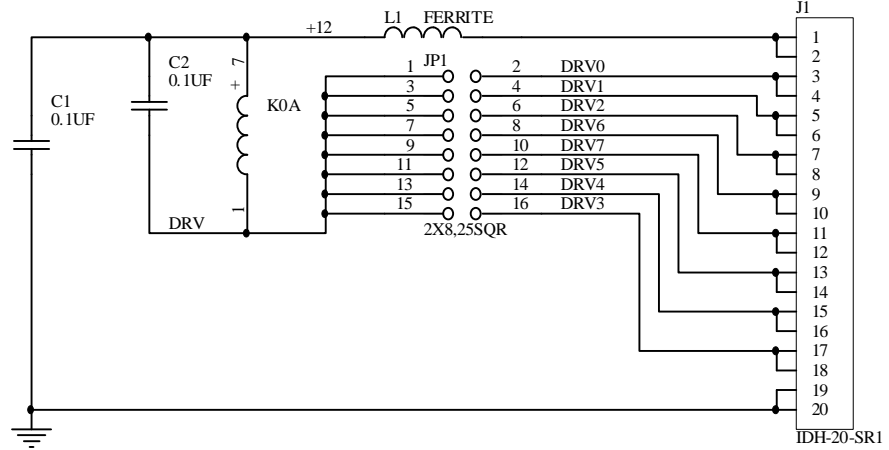 J1
L1 FERRITE
+12
1
2
C2
0.1UF
7
+
K0A
1
DRV
C1
0.1UF
JP1
1 2 DRV0 3
3 4 DRV1 4
5 6 DRV2 5
7 8 DRV6 6
9 10 DRV7 7
11 12 DRV5 8
13 14 DRV4 9
15 16 DRV3 10
2X8,25SQR
11
12
13
14
15
16
17
18
19
20
IDH-20-SR1